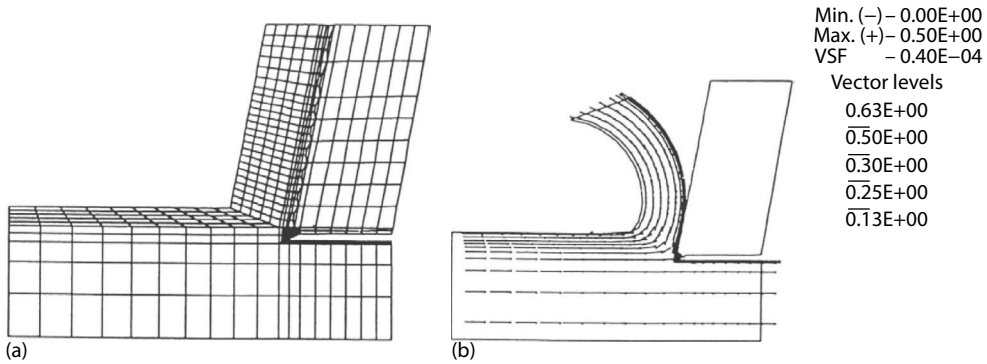 Min. (−) – 0.00E+00
Max. (+) – 0.50E+00
VSF – 0.40E−04
Vector levels
0.63E+00
0.50E+00
0.30E+00
0.25E+00
0.13E+00
(a)
(b)